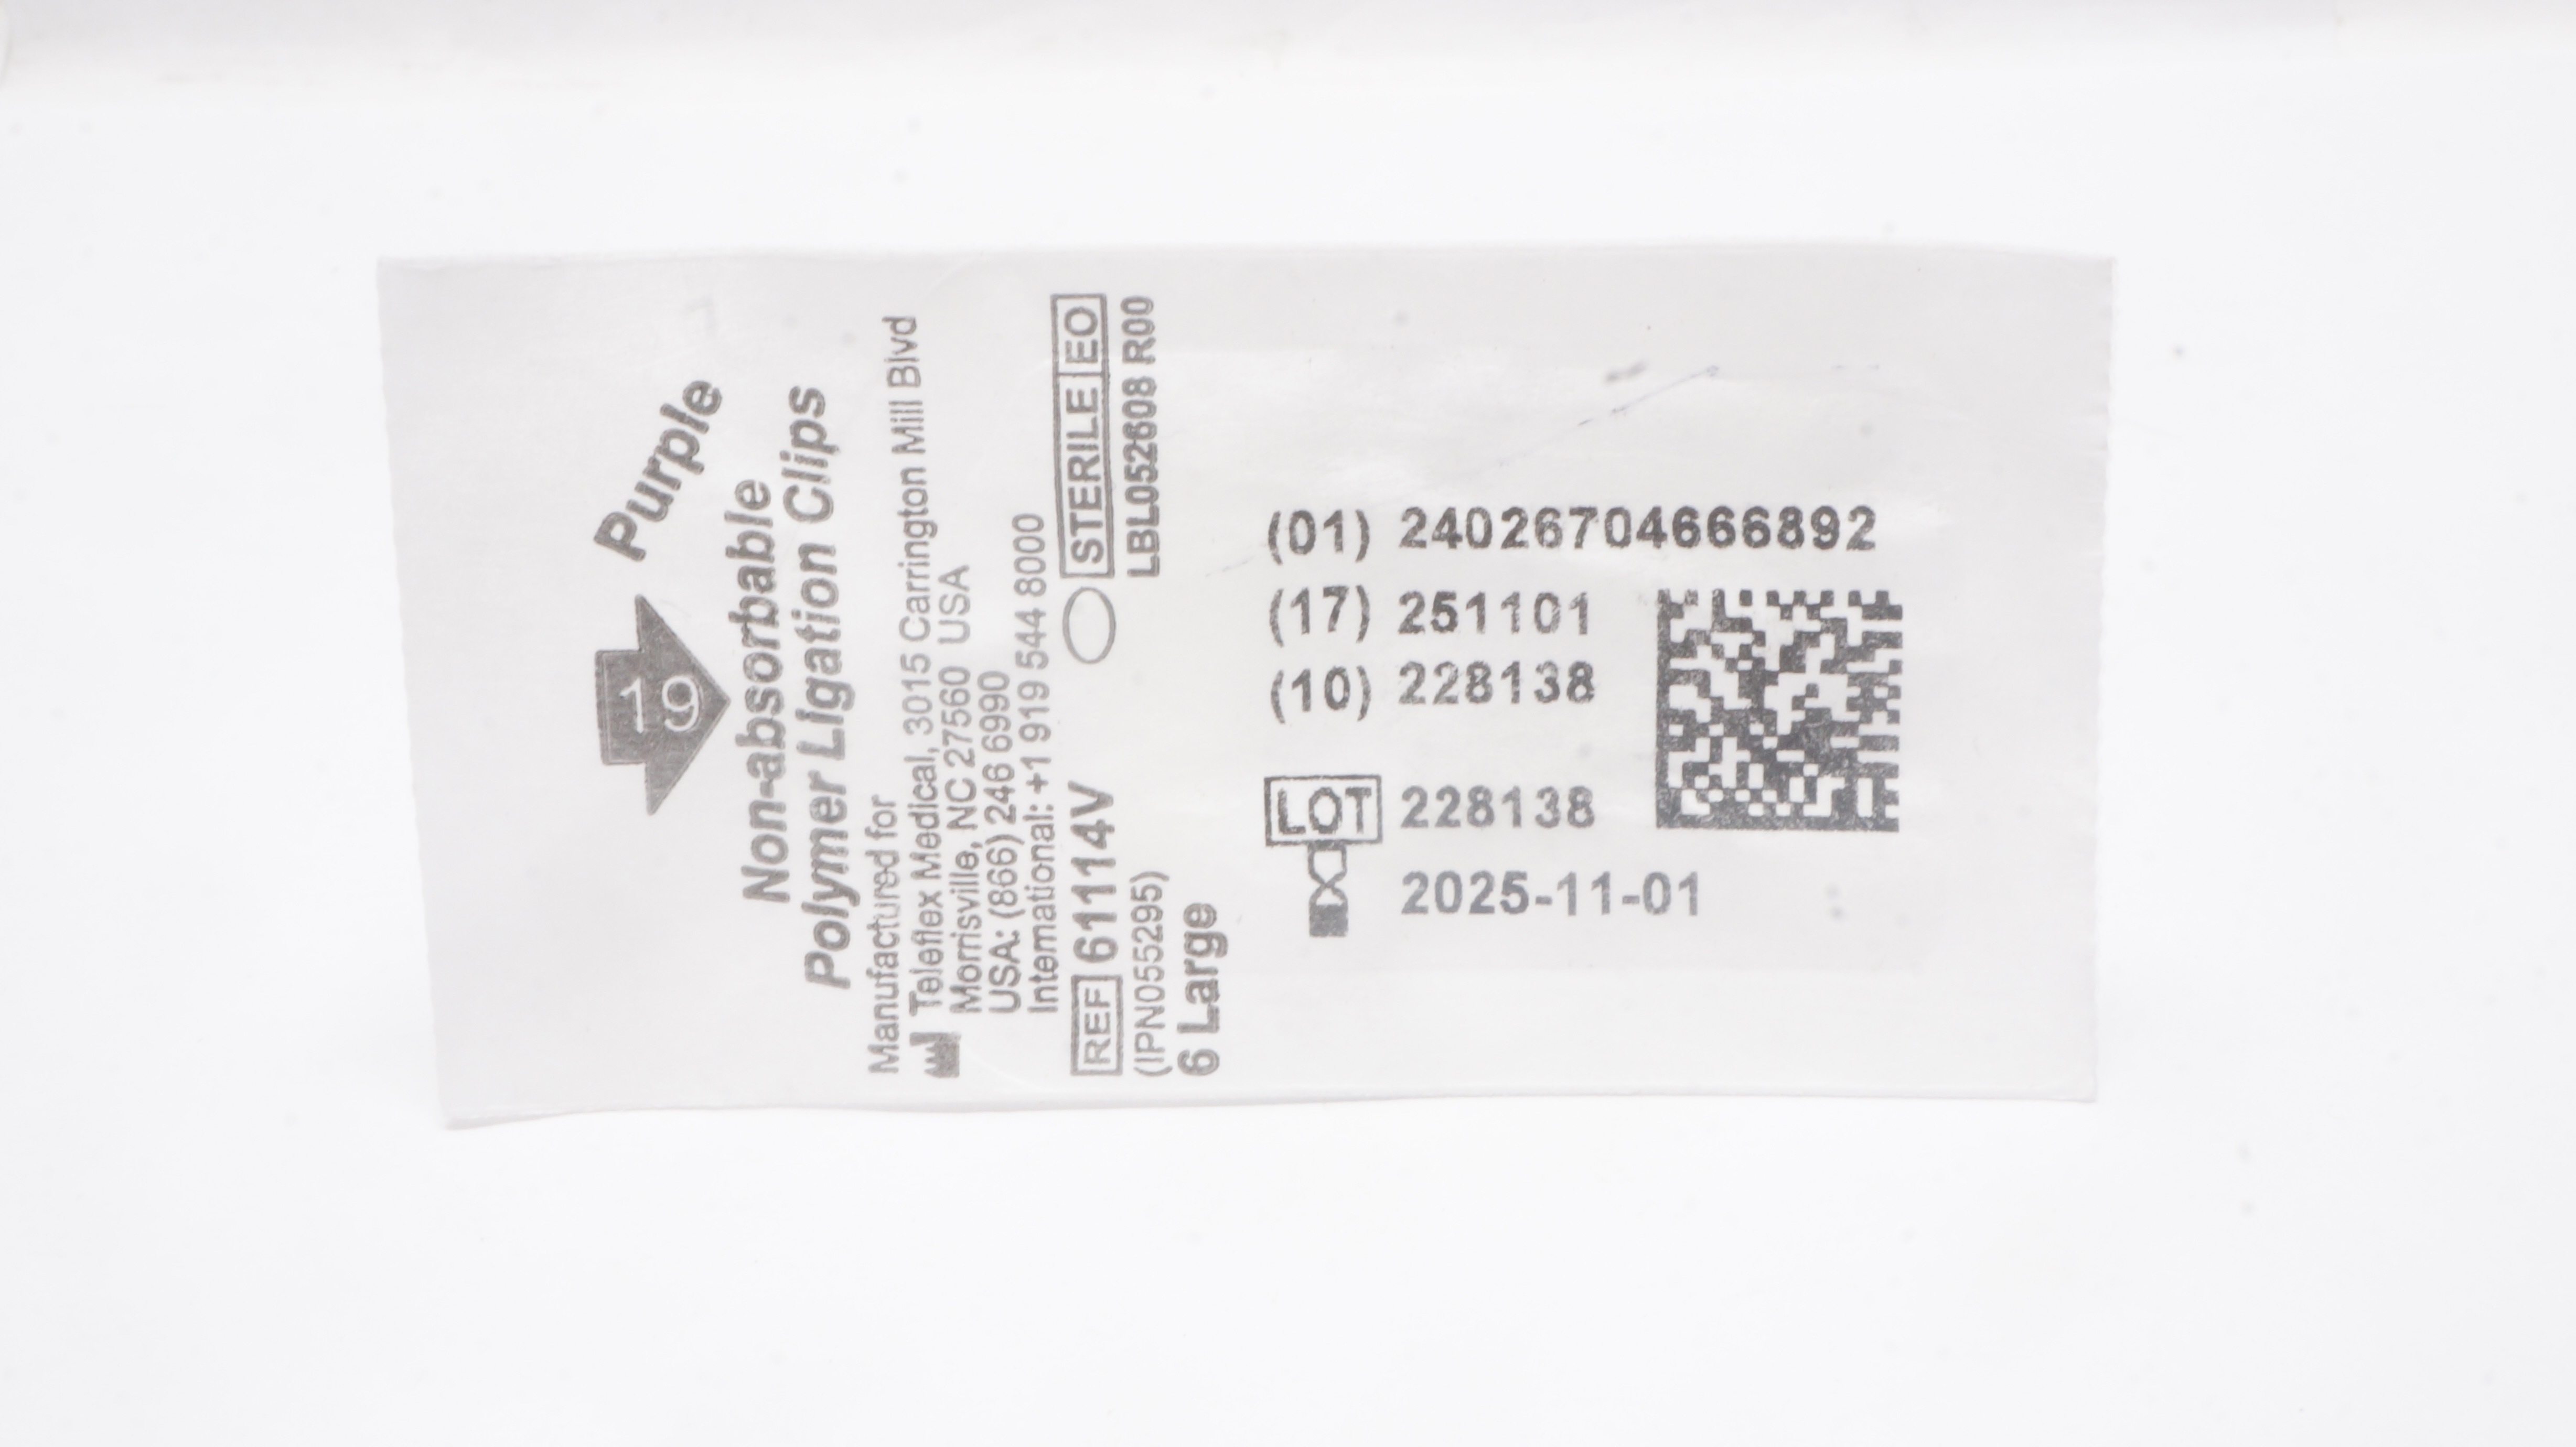 19
Purple
Non-absorbable
Polymer Ligation Clips
Manufactured for
Teleflex Medical, 3015 Carrington Mill Blvd
Morrisville, NC 27560 USA
USA: (866) 246 6990
International: +1 919 544 8000
REF 61114V
STERILE EO
(IPN055295)
LBL052608 R00
6 Large
(01) 24026704666892
(17) 251101
(10) 228138
LOT 228138
2025-11-01